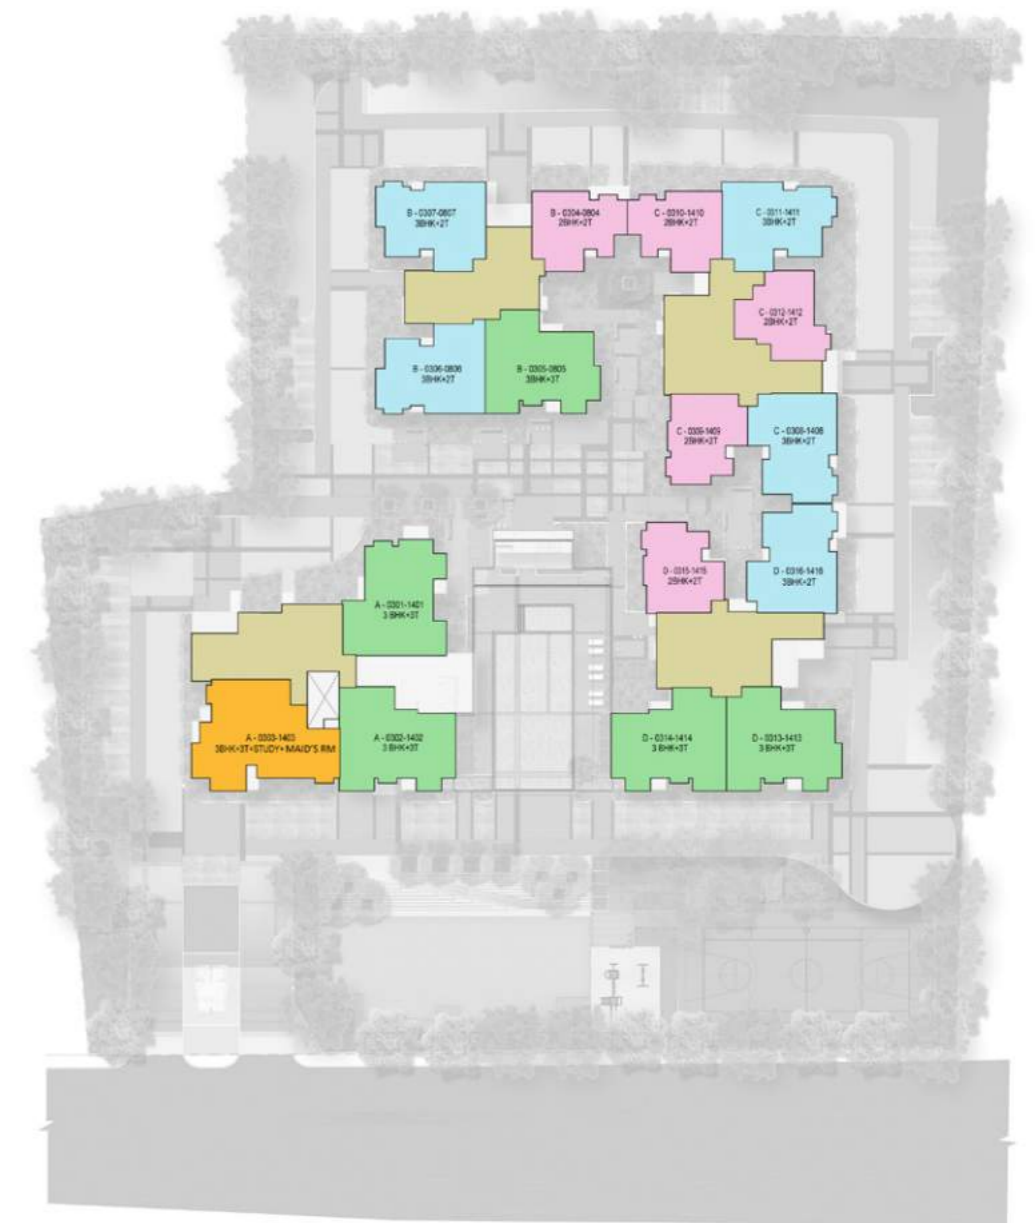 B - 0307-0807
3BHK+2T
B - 0304-0804
2BHK+2T
C - 0310-1410
2BHK+2T
C - 0311-1411
3BHK+2T
C - 0312-1412
2BHK+2T
B - 0306-0806
3BHK+2T
B - 0305-0805
3BHK+3T
C - 0309-1409
2BHK+2T
C - 0308-1408
3BHK+2T
D - 0315-1415
2BHK+2T
D - 0316-1416
3BHK+2T
A - 0301-1401
3 BHK+3T
A - 0303-1403
3BHK+3T+STUDY+ MAID'S RM
A - 0302-1402
3 BHK+3T
D - 0314-1414
3 BHK+3T
D - 0313-1413
3 BHK+3T